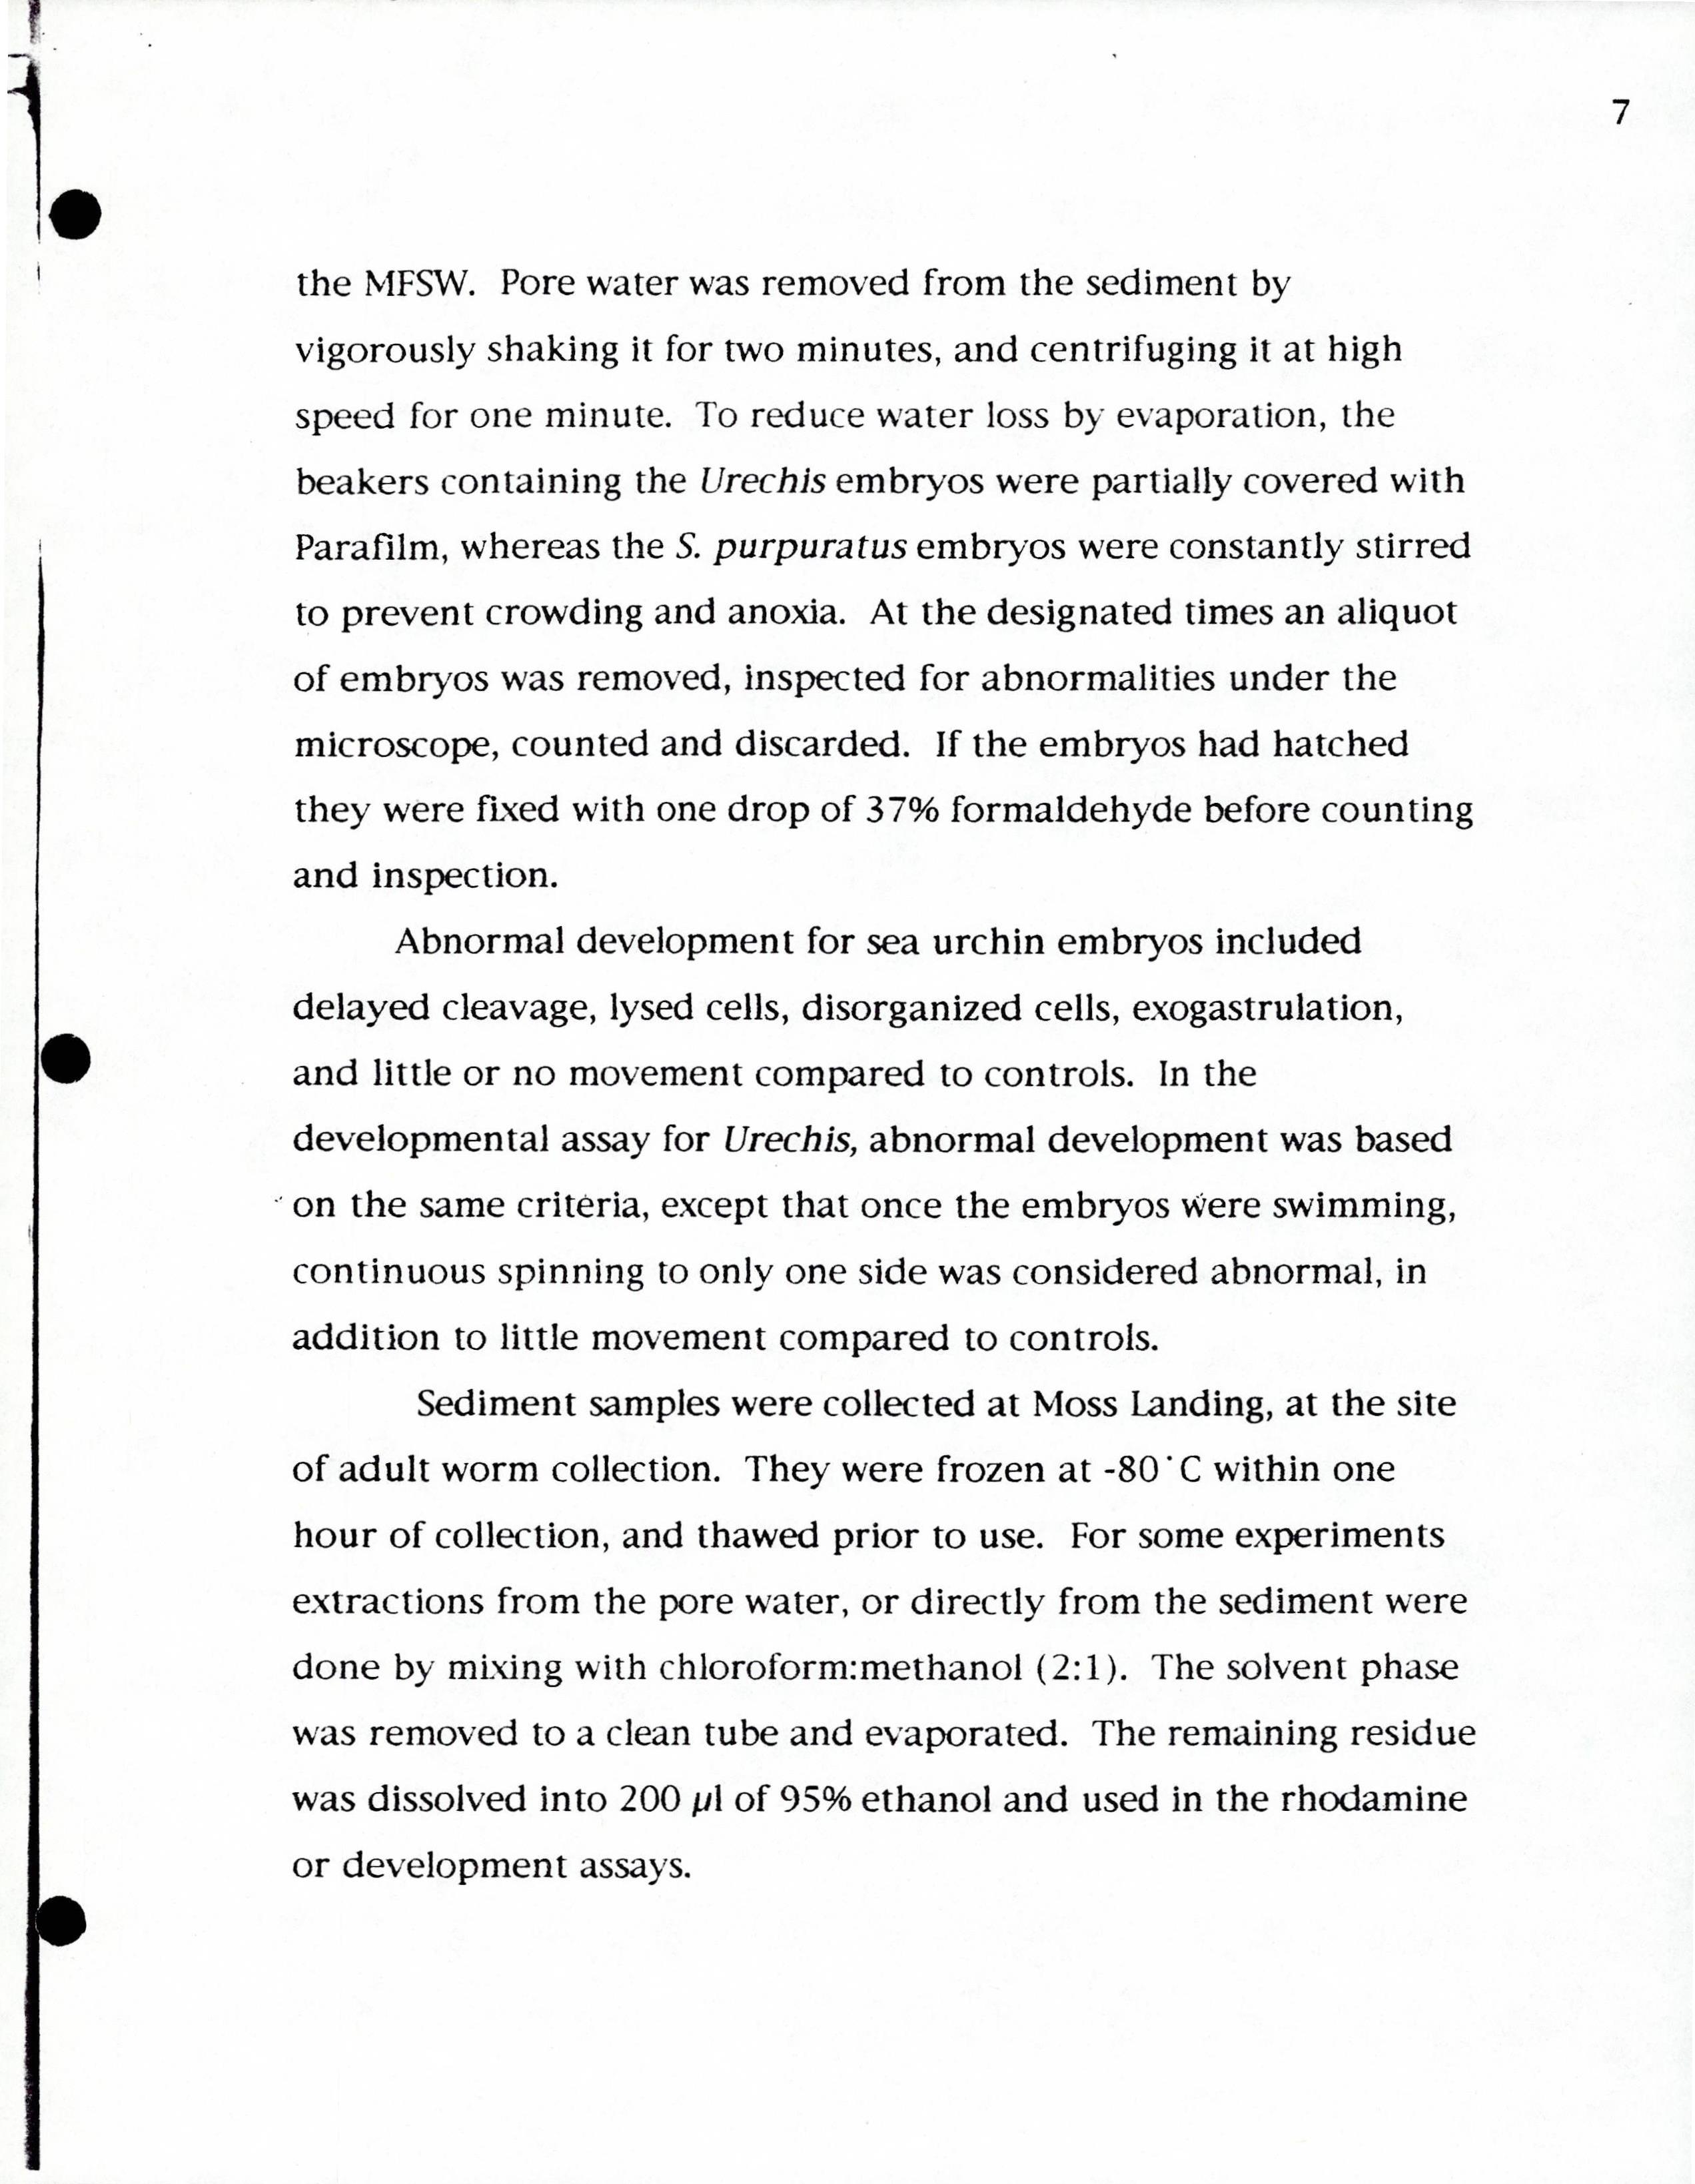 7
the MFSW. Pore water was removed from the sediment by
vigorously shaking it for two minutes, and centrifuging it at high
speed for one minute. To reduce water loss by evaporation, the
beakers containing the Urechis embryos were partially covered with
Parafilm, whereas the S. purpuratus embryos were constantly stirred
to prevent crowding and anoxia. At the designated times an aliquot
of embryos was removed, inspected for abnormalities under the
microscope, counted and discarded. If the embryos had hatched
they were fixed with one drop of 37% formaldehyde before counting
and inspection.
Abnormal development for sea urchin embryos included
delayed cleavage, lysed cells, disorganized cells, exogastrulation,
and little or no movement compared to controls. In the
developmental assay for Urechis, abnormal development was based
on the same criteria, except that once the embryos were swimming,
continuous spinning to only one side was considered abnormal, in
addition to little movement compared to controls.
Sediment samples were collected at Moss Landing, at the site
of adult worm collection. They were frozen at -80˚C within one
hour of collection, and thawed prior to use. For some experiments
extractions from the pore water, or directly from the sediment were
done by mixing with chloroform:methanol (2:1). The solvent phase
was removed to a clean tube and evaporated. The remaining residue
was dissolved into 200 µl of 95% ethanol and used in the rhodamine
or development assays.